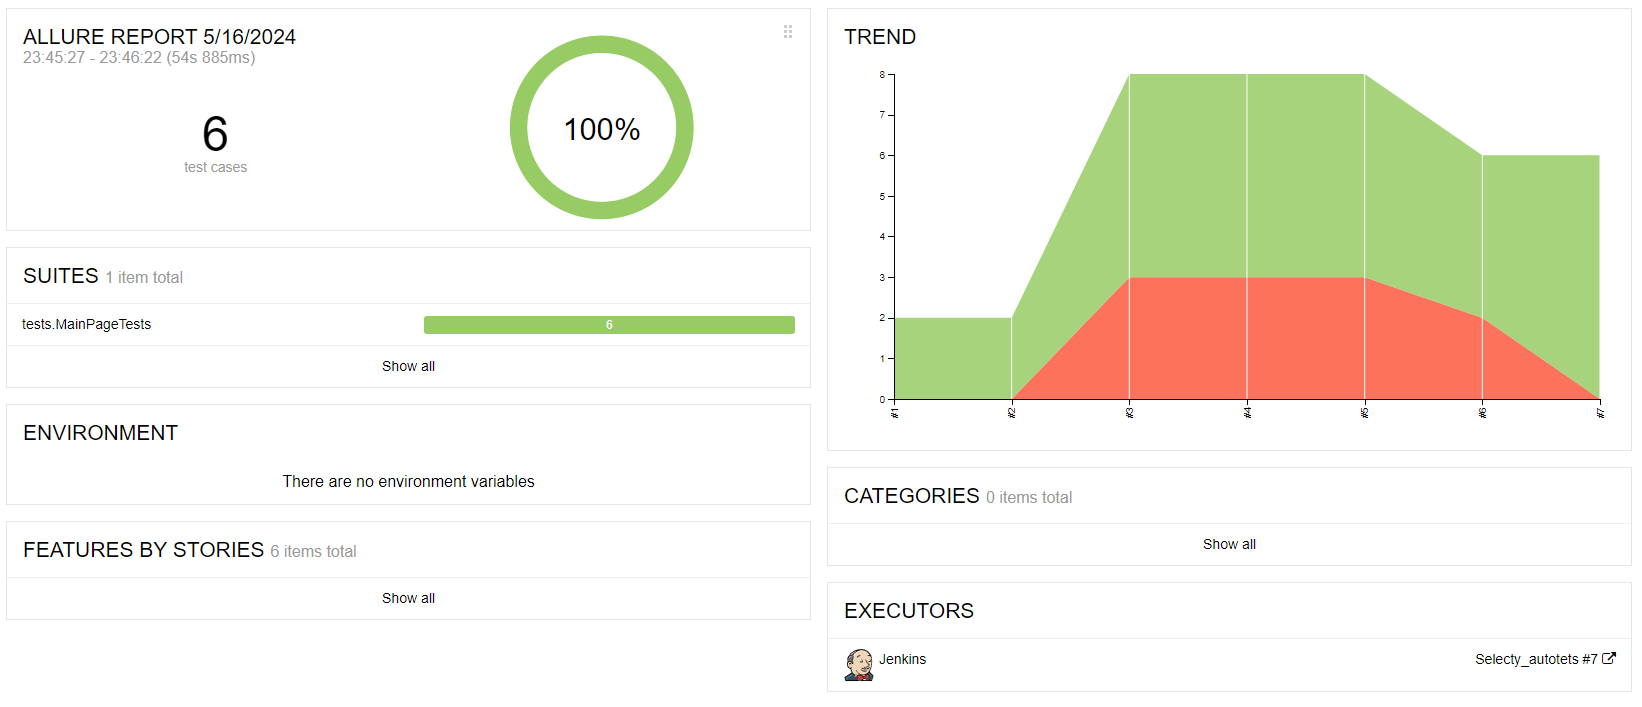 ALLURE REPORT 5/16/2024
23:45:27 - 23:46:22 (54s 885ms)
6
test cases
100%
SUITES 1 item total
tests.MainPageTests 6
Show all
ENVIRONMENT
There are no environment variables
FEATURES BY STORIES 6 items total
Show all
TREND
8
7
6
5
4
3
2
1
0
#1 #2 #3 #4 #5 #6 #7
CATEGORIES 0 items total
Show all
EXECUTORS
Jenkins Selecty_autotets #7